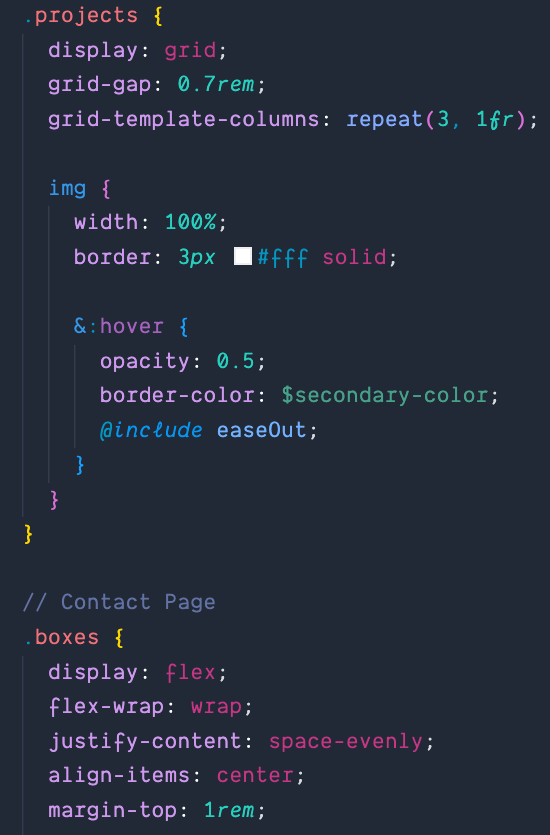 .projects {
  display: grid;
  grid-gap: 0.7rem;
  grid-template-columns: repeat(3, 1fr);

  img {
    width: 100%;
    border: 3px #fff solid;

    &:hover {
      opacity: 0.5;
      border-color: $secondary-color;
      @include easeOut;
    }
  }
}

// Contact Page
.boxes {
  display: flex;
  flex-wrap: wrap;
  justify-content: space-evenly;
  align-items: center;
  margin-top: 1rem;